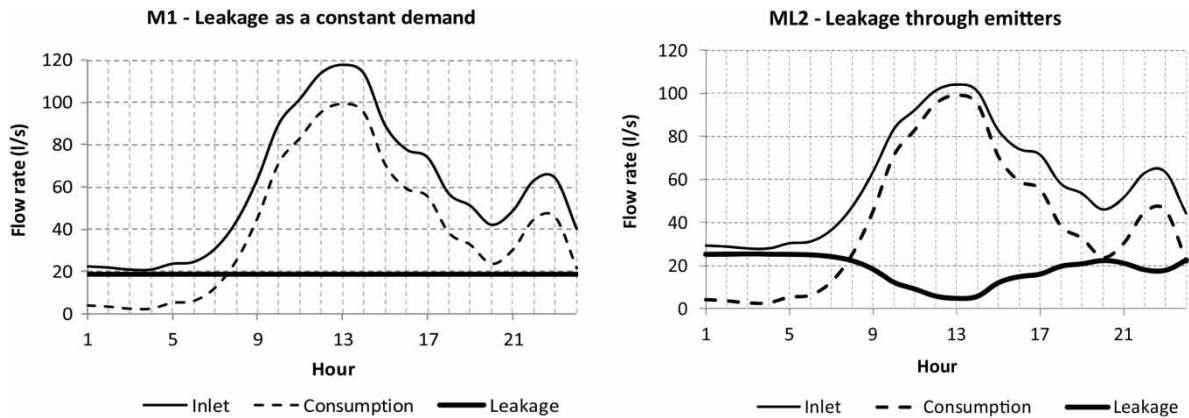 M1 - Leakage as a constant demand
Flow rate (l/s)
120
100
80
60
40
20
0
1 5 9 13 17 21
Hour
Inlet Consumption Leakage
ML2 - Leakage through emitters
Flow rate (l/s)
120
100
80
60
40
20
0
1 5 9 13 17 21
Hour
Inlet Consumption Leakage